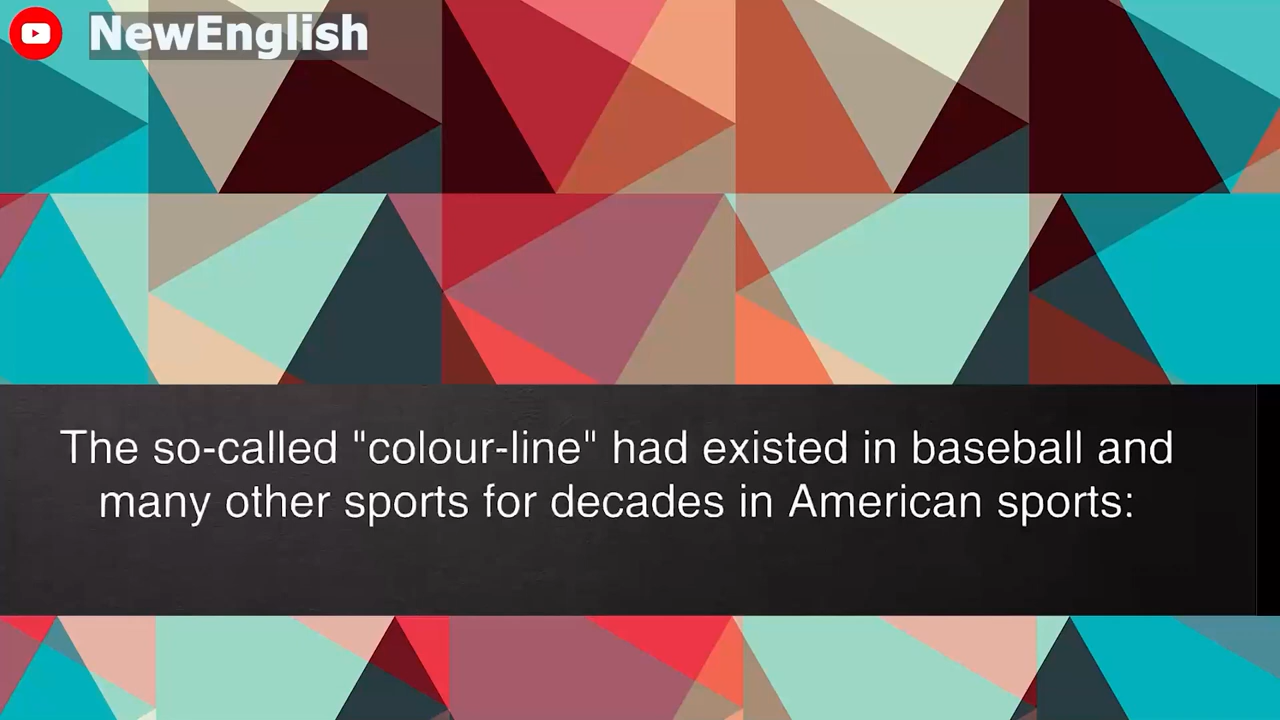 NewEnglish
The so-called "colour-line" had existed in baseball and
many other sports for decades in American sports: